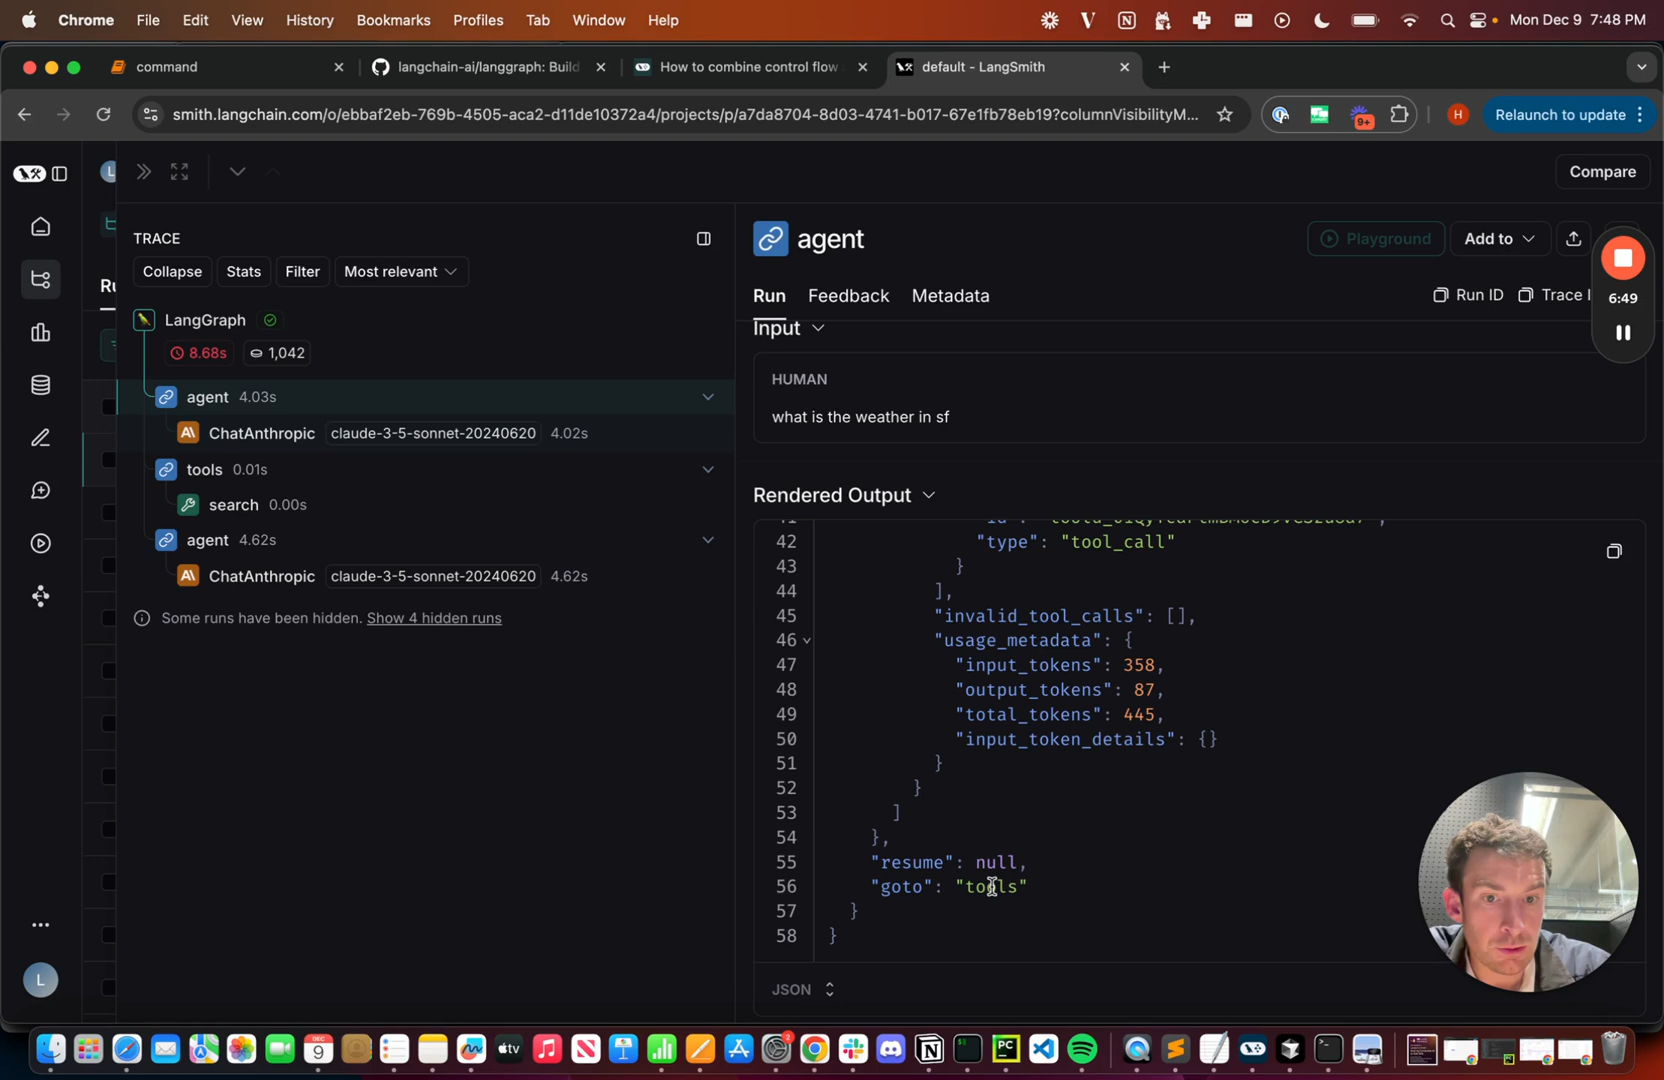 Chrome File Edit View History Bookmarks Profiles Tab Window Help Mon Dec 9 7:48 PM
command langchain-ai/langgraph: Build How to combine control flow default - LangSmith
smith.langchain.com/o/ebbaf2eb-769b-4505-aca2-d11de10372a4/projects/p/a7da8704-8d03-4741-b017-67e1fb78eb19?columnVisibilityM... 9+ H Relaunch to update
L Compare
TRACE
Collapse Stats Filter Most relevant
LangGraph
8.68s 1,042
agent 4.03s
ChatAnthropic claude-3-5-sonnet-20240620 4.02s
tools 0.01s
search 0.00s
agent 4.62s
ChatAnthropic claude-3-5-sonnet-20240620 4.62s
Some runs have been hidden. Show 4 hidden runs
L
agent Playground Add to
Run Feedback Metadata Run ID Trace I
6:49
Input
HUMAN
what is the weather in sf
Rendered Output
42 "type": "tool_call"
43 }
44 ],
45 "invalid_tool_calls": [],
46 "usage_metadata": {
47 "input_tokens": 358,
48 "output_tokens": 87,
49 "total_tokens": 445,
50 "input_token_details": {}
51 }
52 }
53 ]
54 },
55 "resume": null,
56 "goto": "tools"
57 }
58 }
JSON
DEC 9 tv 2 PC